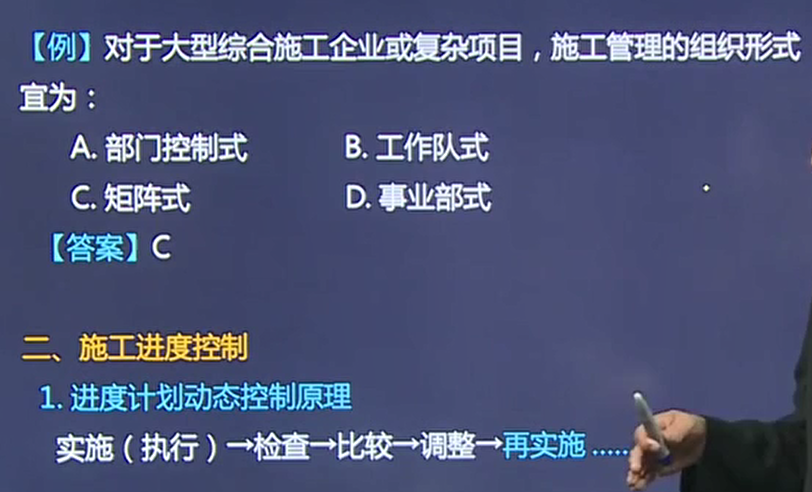 【例】对于大型综合施工企业或复杂项目，施工管理的组织形式
宜为：
A. 部门控制式 B. 工作队式
C. 矩阵式 D. 事业部式
【答案】C
二、施工进度控制
1. 进度计划动态控制原理
实施（执行）→检查→比较→调整→再实施 .....